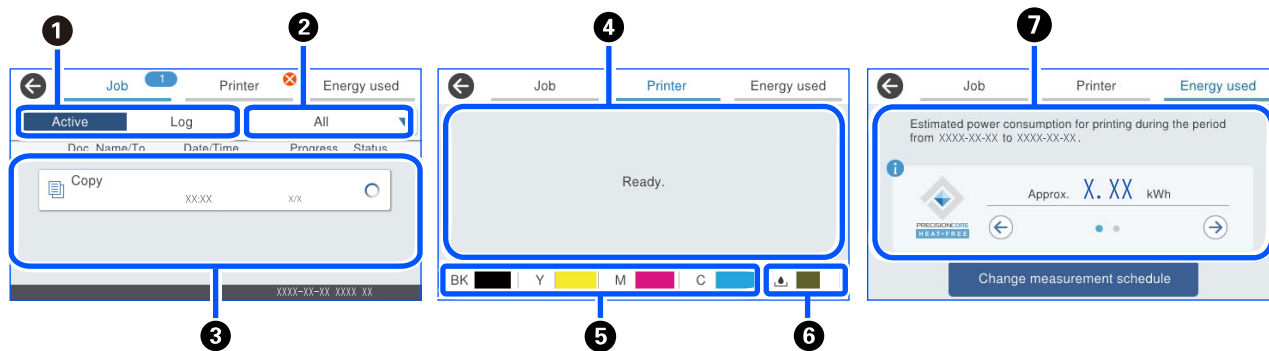 1
2
4
7
Job 1 Printer Energy used
Active Log All
Doc. Name/To Date/Time Progress Status
Copy
XX:XX X/X
XXXX-XX-XX XXXX XX
3
Job Printer Energy used
Ready.
BK Y M C
5
6
Job Printer Energy used
Estimated power consumption for printing during the period
from XXXX-XX-XX to XXXX-XX-XX.
i
Approx. X.XX kWh
PRECISIONCORE
HEAT-FREE
Change measurement schedule